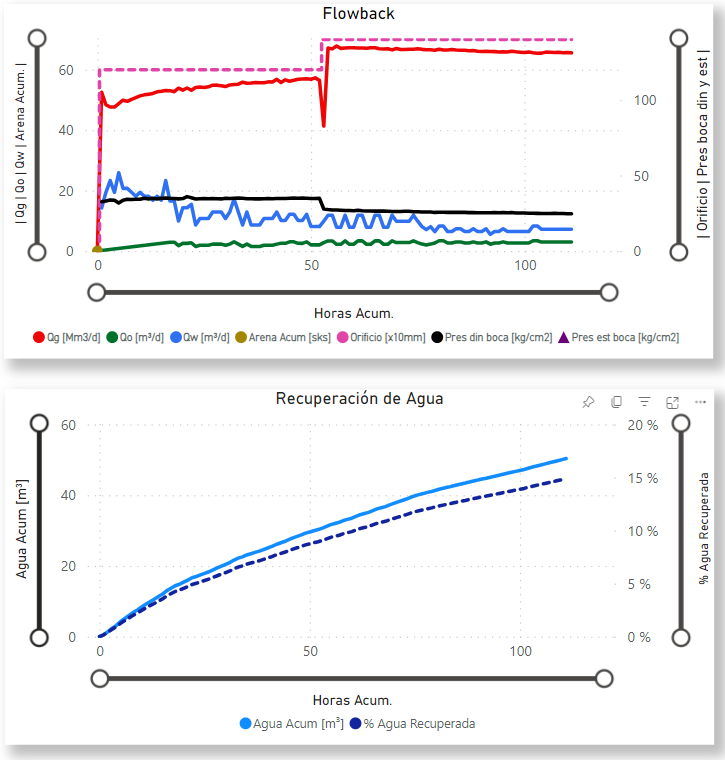 Flowback
| Qg | Qo | Qw | Arena Acum. |
60
40
20
0
100
50
0
| Orificio | Pres boca din y est |
0
50
100
Horas Acum.
Qg [Mm3/d] Qo [m³/d] Qw [m³/d] Arena Acum [sks] Orificio [x10mm] Pres din boca [kg/cm2] Pres est boca [kg/cm2]
Recuperación de Agua
Agua Acum [m³]
60
40
20
0
20 %
15 %
10 %
5 %
0 %
% Agua Recuperada
0
50
100
Horas Acum.
Agua Acum [m³] % Agua Recuperada